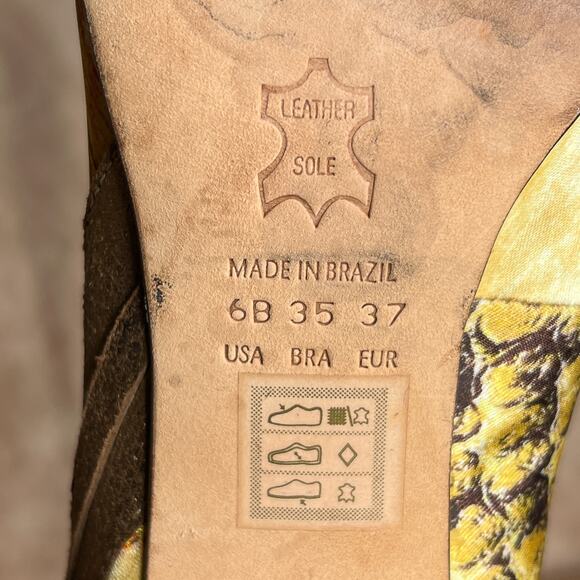 LEATHER
SOLE
MADE IN BRAZIL
6B 35 37
USA BRA EUR